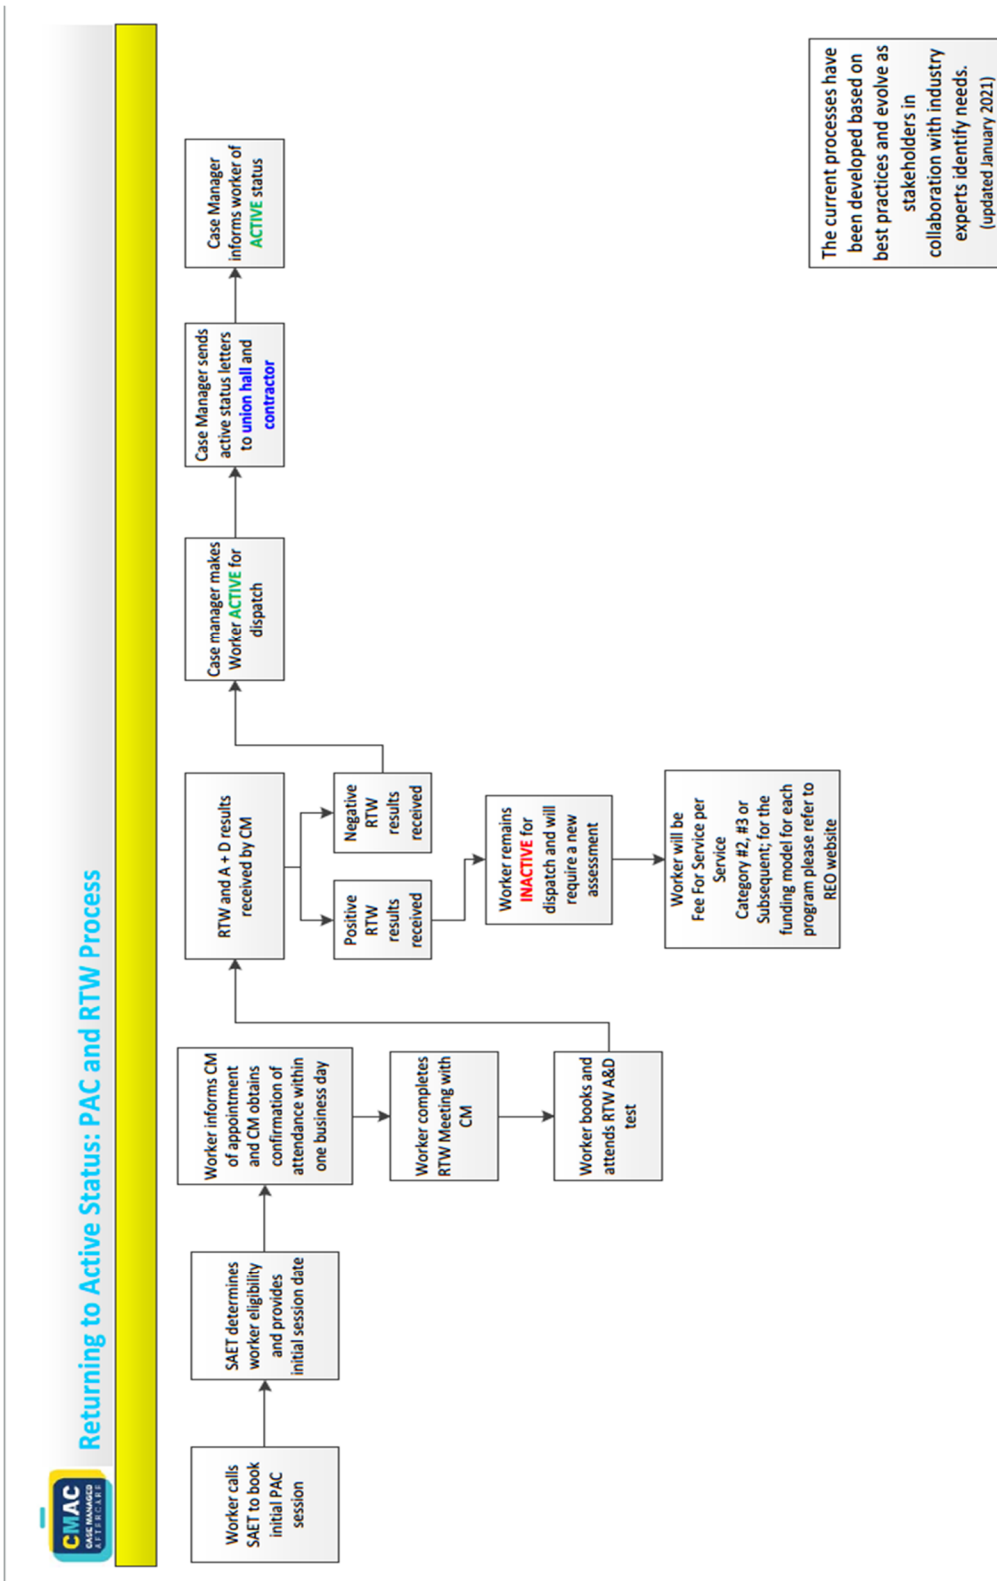 CMAC
CASE MANAGED
AFTERCARE
Returning to Active Status: PAC and RTW Process
Worker calls
SAET to book
initial PAC
session
SAET determines
worker eligibility
and provides
initial session date
Worker informs CM
of appointment
and CM obtains
confirmation of
attendance within
one business day
Worker completes
RTW Meeting with
CM
Worker books and
attends RTW A&D
test
RTW and A + D results
received by CM
Positive
RTW
results
received
Negative
RTW
results
received
Worker remains
INACTIVE for
dispatch and will
require a new
assessment
Worker will be
Fee For Service per
Service
Category #2, #3 or
Subsequent; for the
funding model for each
program please refer to
REO website
Case manager makes
Worker ACTIVE for
dispatch
Case Manager sends
active status letters
to union hall and
contractor
Case Manager
informs worker of
ACTIVE status
The current processes have
been developed based on
best practices and evolve as
stakeholders in
collaboration with industry
experts identify needs.
(updated January 2021)